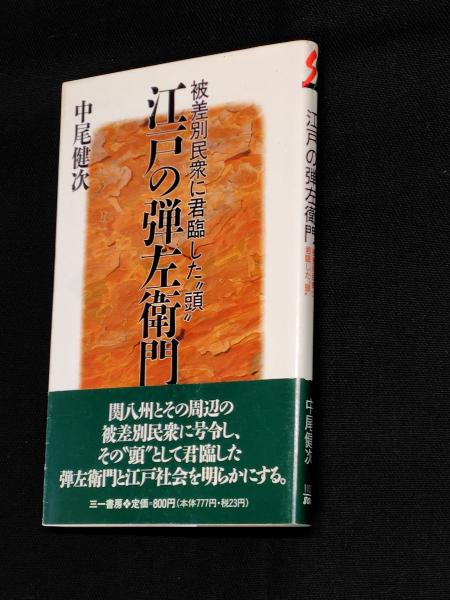 被差別民衆に君臨した〝頭〟
江戸の弾左衛門
中尾健次
関八州とその周辺の
被差別民衆に号令し、
その〝頭〟として君臨した
弾左衛門と江戸社会を明らかにする。
三一書房❖定価=800円(本体777円・税23円)
江戸の弾左衛門
中尾健次